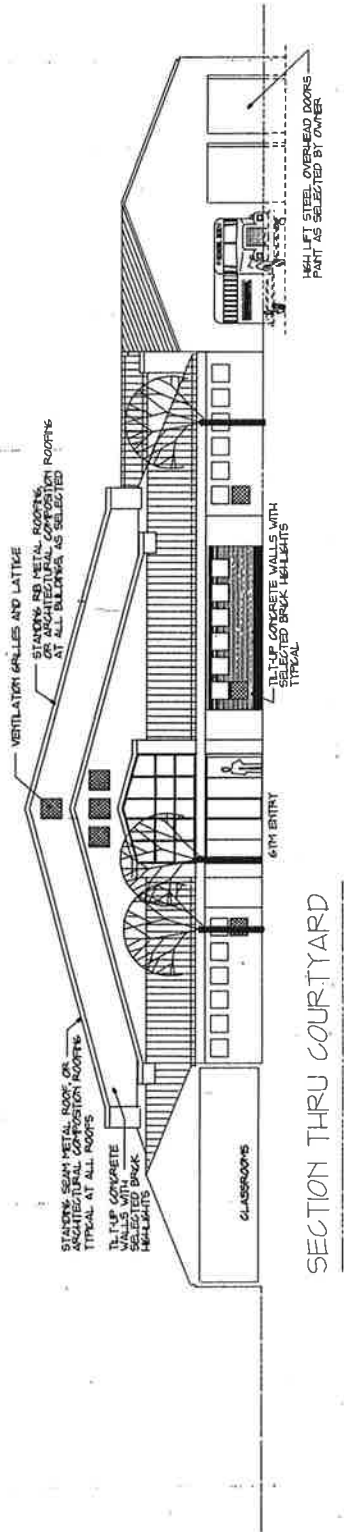 VENTILATION GRILLES AND LATTICE
STANDING RIB METAL ROOFING,
OR ARCHITECTURAL COMPOSITION ROOFING
AT ALL BUILDINGS, AS SELECTED
STANDING SEAM METAL ROOF, OR
ARCHITECTURAL COMPOSITION ROOFING
TYPICAL AT ALL ROOFS
TILT-UP CONCRETE
WALLS WITH
SELECTED BRICK
HIGHLIGHTS
CLASSROOMS
GYM ENTRY
TILT-UP CONCRETE WALLS WITH
SELECTED BRICK HIGHLIGHTS
TYPICAL
HIGH LIFT STEEL OVERHEAD DOORS
PAINT AS SELECTED BY OWNER
SECTION THRU COURTYARD